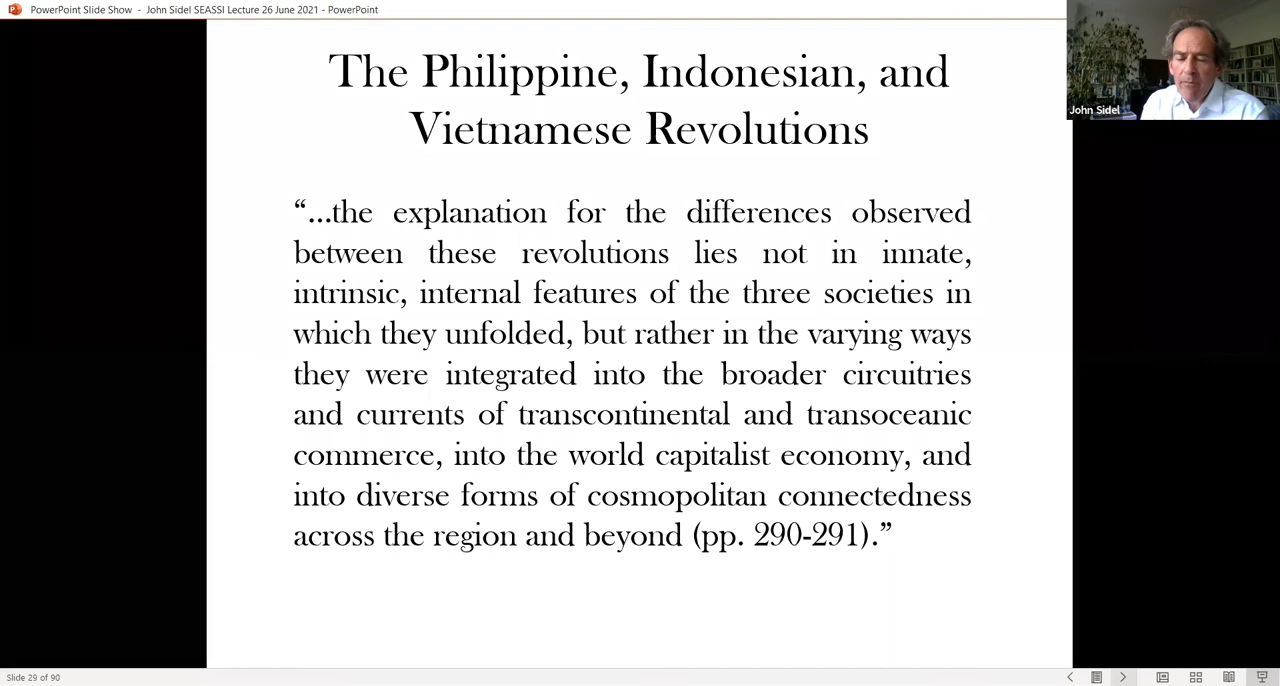 PowerPoint Slide Show - John Sidel SEASSI Lecture 26 June 2021 - PowerPoint
John Sidel
The Philippine, Indonesian, and
Vietnamese Revolutions
“...the explanation for the differences observed
between these revolutions lies not in innate,
intrinsic, internal features of the three societies in
which they unfolded, but rather in the varying ways
they were integrated into the broader circuitries
and currents of transcontinental and transoceanic
commerce, into the world capitalist economy, and
into diverse forms of cosmopolitan connectedness
across the region and beyond (pp. 290-291).”
Slide 29 of 90